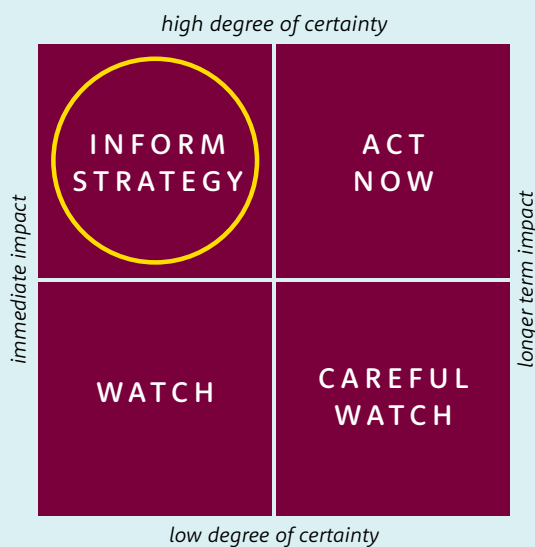 high degree of certainty
INFORM
STRATEGY
ACT
NOW
immediate impact
longer term impact
WATCH
CAREFUL
WATCH
low degree of certainty